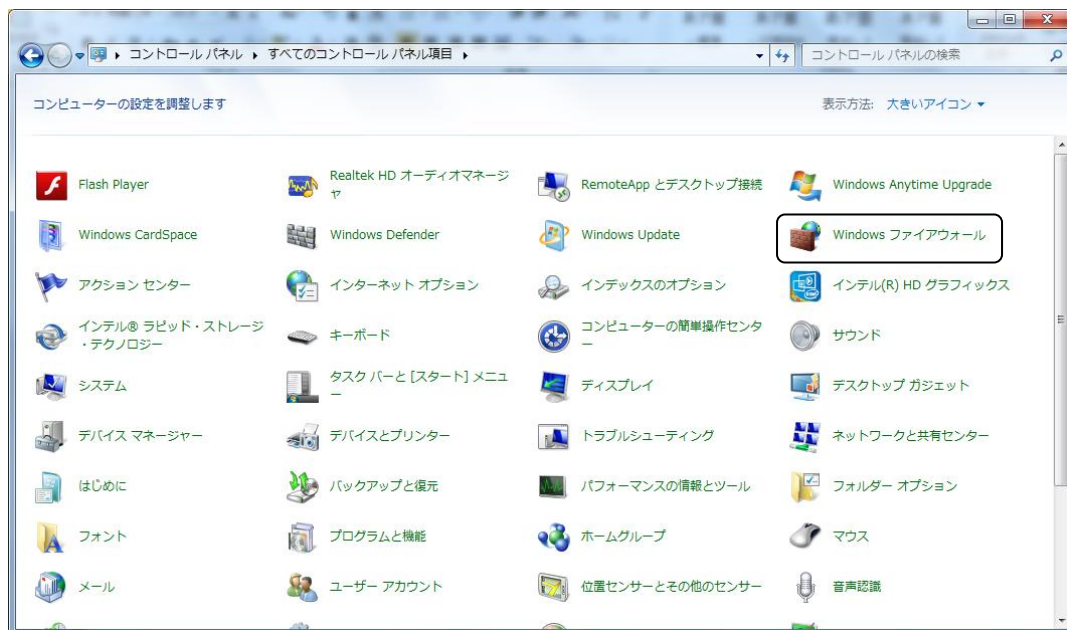 コントロール パネル ▸ すべてのコントロール パネル項目 ▸
コントロール パネルの検索
コンピューターの設定を調整します
表示方法: 大きいアイコン
Flash Player
Realtek HD オーディオマネージ
ャ
RemoteApp とデスクトップ接続
Windows Anytime Upgrade
Windows CardSpace
Windows Defender
Windows Update
Windows ファイアウォール
アクション センター
インターネット オプション
インデックスのオプション
インテル(R) HD グラフィックス
インテル® ラピッド・ストレージ
・テクノロジー
キーボード
コンピューターの簡単操作センタ
ー
サウンド
システム
タスク バーと [スタート] メニュ
ー
ディスプレイ
デスクトップ ガジェット
デバイス マネージャー
デバイスとプリンター
トラブルシューティング
ネットワークと共有センター
はじめに
バックアップと復元
パフォーマンスの情報とツール
フォルダー オプション
フォント
プログラムと機能
ホームグループ
マウス
メール
ユーザー アカウント
位置センサーとその他のセンサー
音声認識